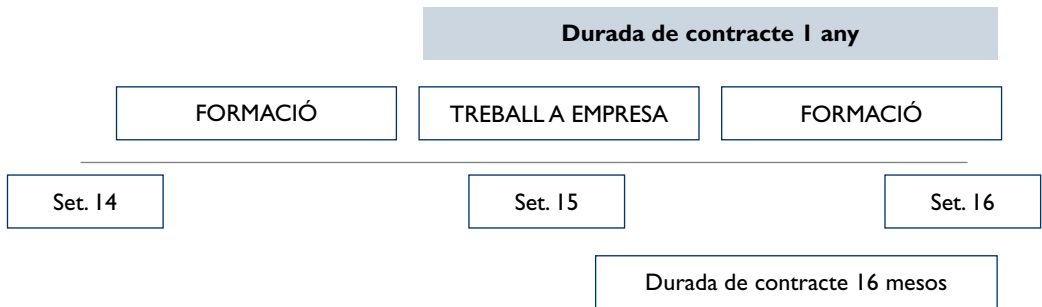 Durada de contracte 1 any
FORMACIÓ
TREBALL A EMPRESA
FORMACIÓ
Set. 14
Set. 15
Set. 16
Durada de contracte 16 mesos